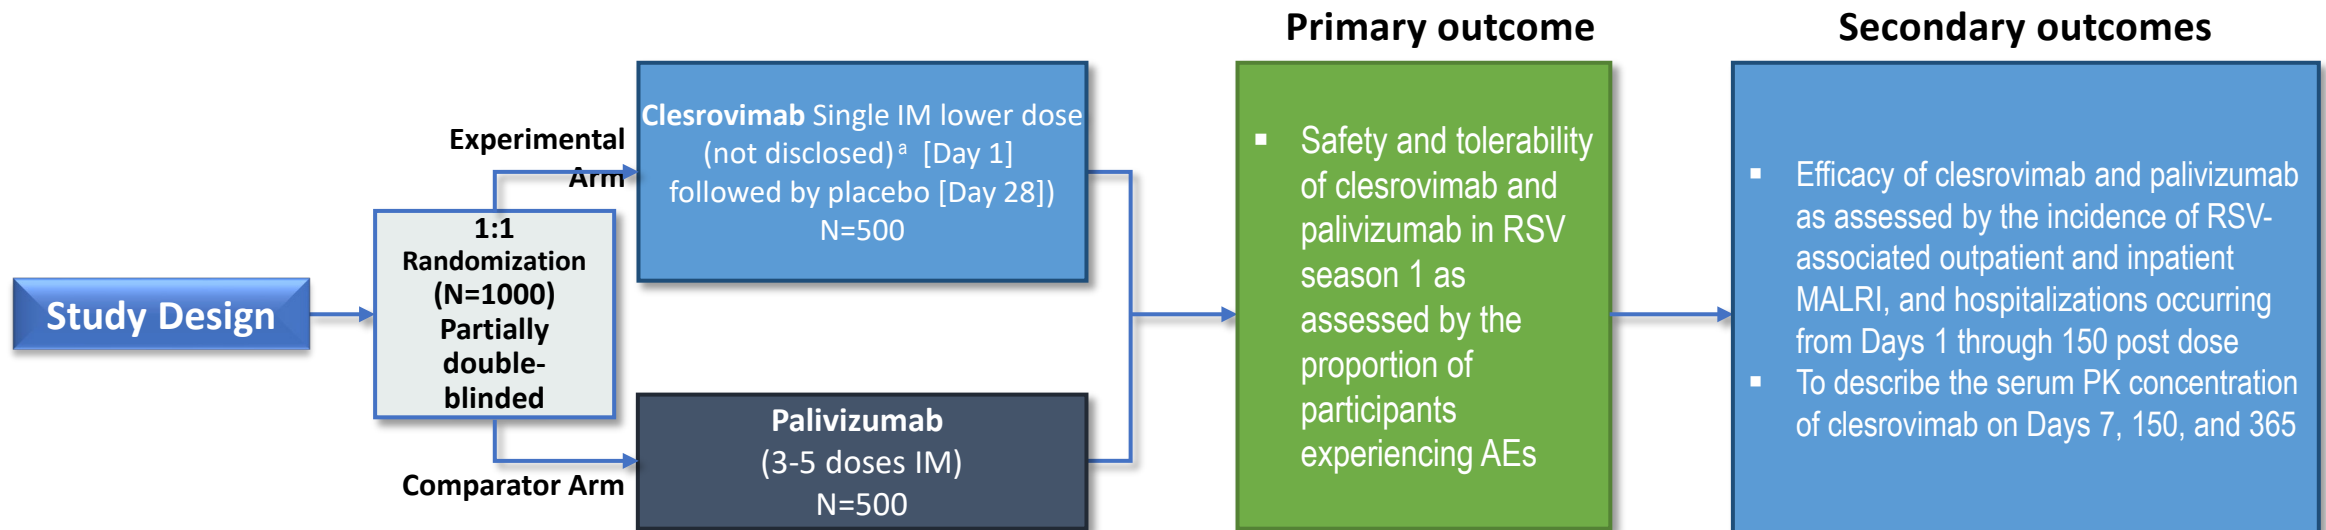 Primary outcome
Secondary outcomes
Study Design
1:1
Randomization
(N=1000)
Partially
double-
blinded
Experimental
Arm
Clesrovimab Single IM lower dose
(not disclosed) a [Day 1]
followed by placebo [Day 28])
N=500
Comparator Arm
Palivizumab
(3-5 doses IM)
N=500
▪ Safety and tolerability
of clesrovimab and
palivizumab in RSV
season 1 as
assessed by the
proportion of
participants
experiencing AEs
▪ Efficacy of clesrovimab and palivizumab
as assessed by the incidence of RSV-
associated outpatient and inpatient
MALRI, and hospitalizations occurring
from Days 1 through 150 post dose
▪ To describe the serum PK concentration
of clesrovimab on Days 7, 150, and 365